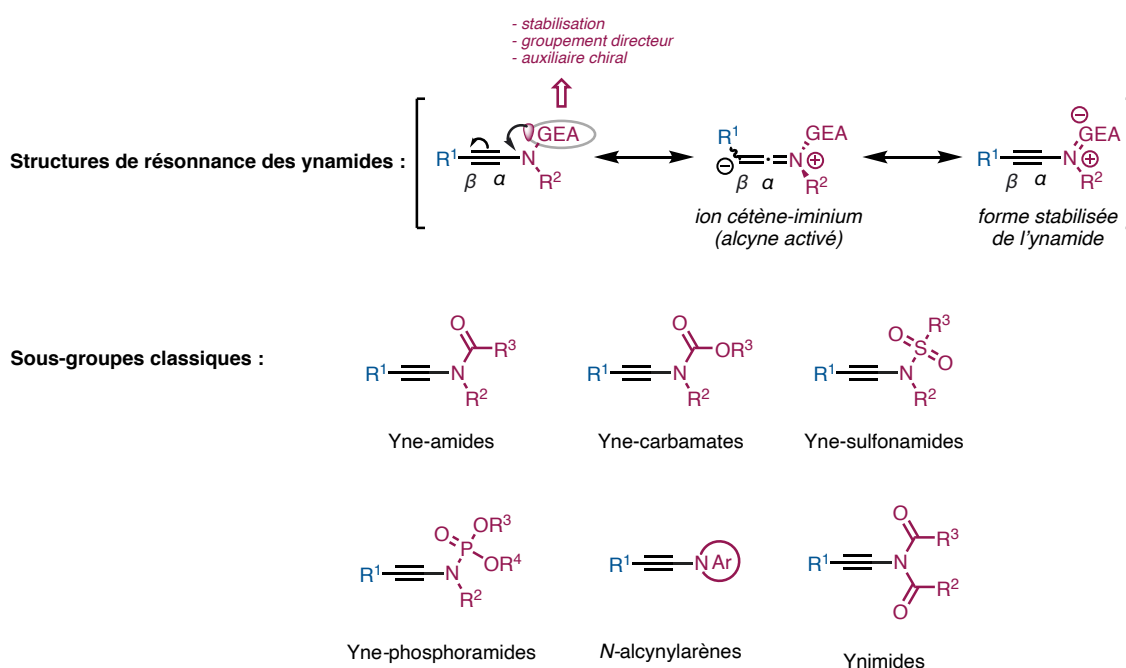 - stabilisation
- groupement directeur
- auxiliaire chiral
Structures de résonnance des ynamides :
R1 β α N GEA R2
R1 ⊖ β α N ⊕ GEA R2
R1 β α N ⊕ GEA ⊖ R2
ion cétène-iminium
(alcyne activé)
forme stabilisée
de l'ynamide
Sous-groupes classiques :
R1 N O R3 R2
R1 N O OR3 R2
R1 N O S O R3 R2
Yne-amides
Yne-carbamates
Yne-sulfonamides
R1 N O P OR3 OR4 R2
R1 N Ar
R1 N O R3 O R2
Yne-phosphoramides
N-alcynylarènes
Ynimides